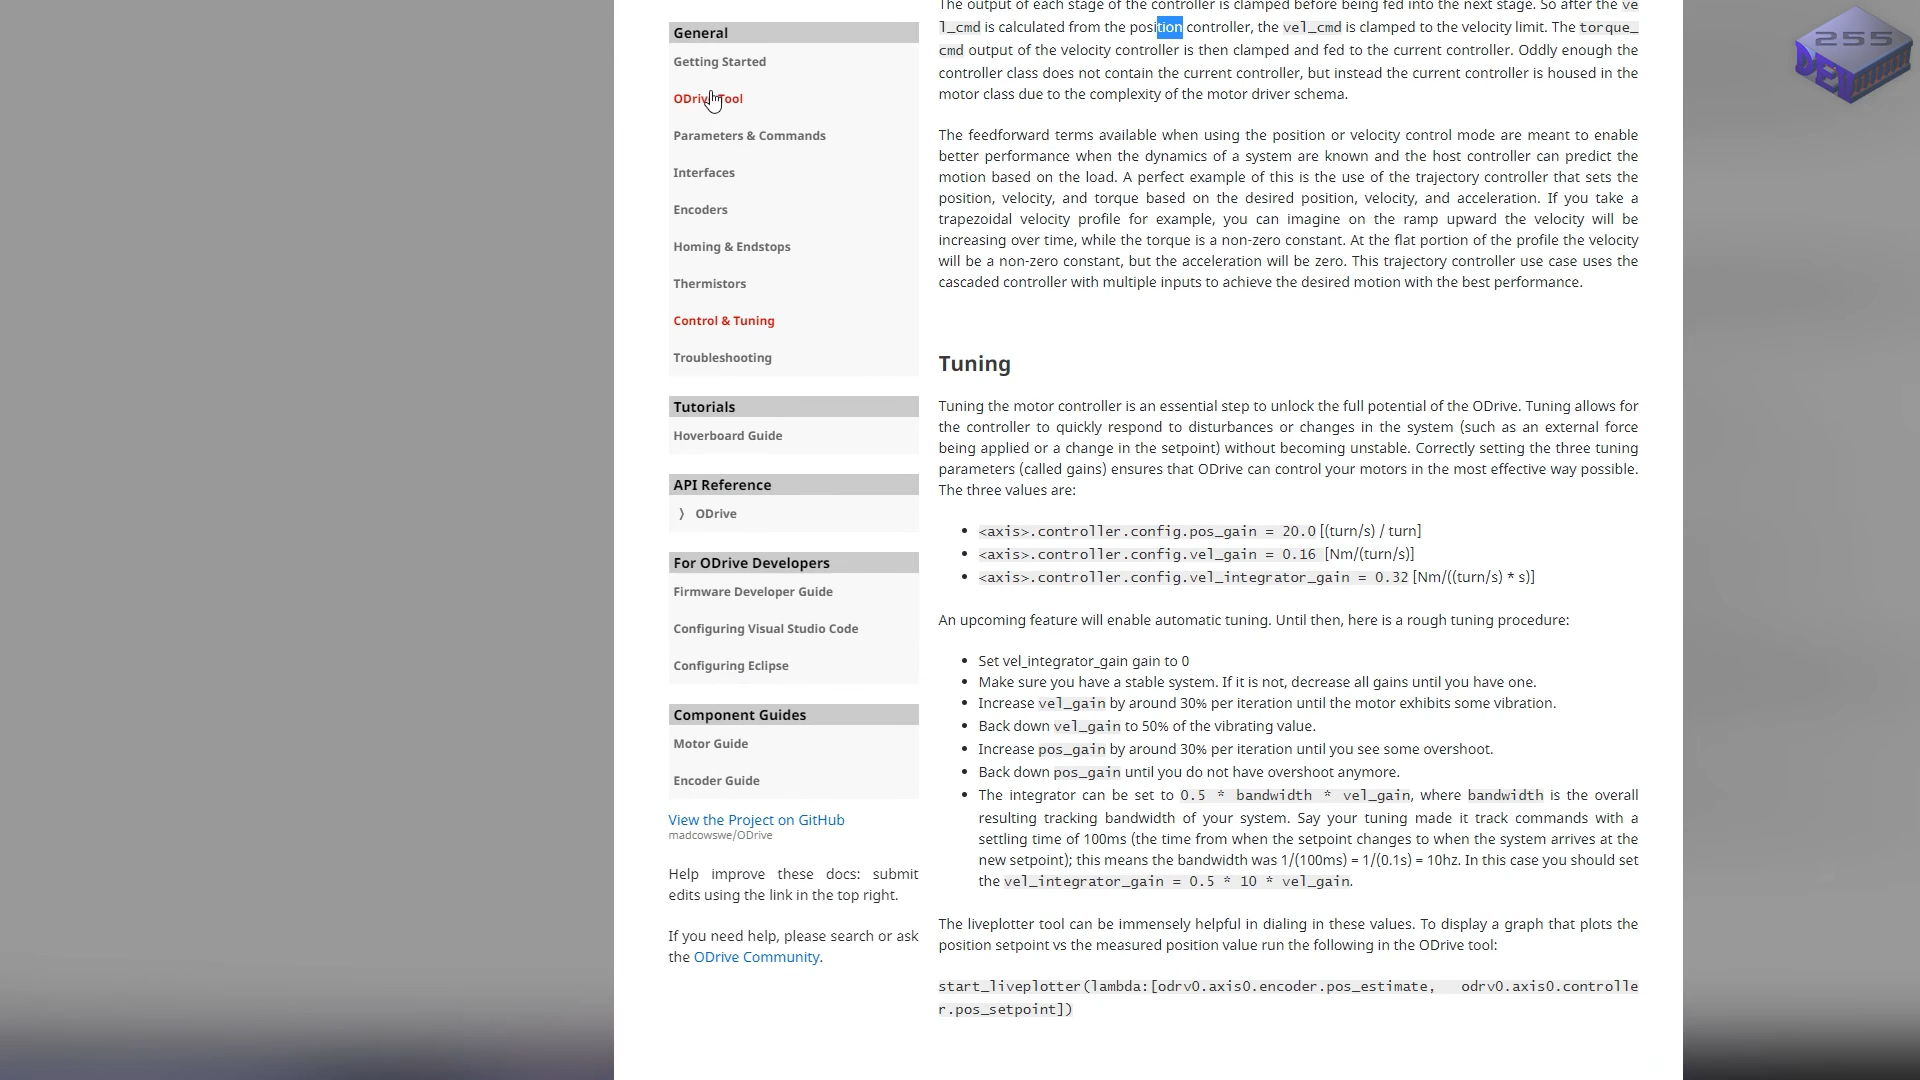 General
Getting Started
ODrive Tool
Parameters & Commands
Interfaces
Encoders
Homing & Endstops
Thermistors
Control & Tuning
Troubleshooting
Tutorials
Hoverboard Guide
API Reference
⟩ ODrive
For ODrive Developers
Firmware Developer Guide
Configuring Visual Studio Code
Configuring Eclipse
Component Guides
Motor Guide
Encoder Guide
View the Project on GitHub
madcowswe/ODrive
Help improve these docs: submit
edits using the link in the top right.
If you need help, please search or ask
the ODrive Community.
The output of each stage of the controller is clamped before being fed into the next stage. So after the ve
l_cmd is calculated from the position controller, the vel_cmd is clamped to the velocity limit. The torque_
cmd output of the velocity controller is then clamped and fed to the current controller. Oddly enough the
controller class does not contain the current controller, but instead the current controller is housed in the
motor class due to the complexity of the motor driver schema.
The feedforward terms available when using the position or velocity control mode are meant to enable
better performance when the dynamics of a system are known and the host controller can predict the
motion based on the load. A perfect example of this is the use of the trajectory controller that sets the
position, velocity, and torque based on the desired position, velocity, and acceleration. If you take a
trapezoidal velocity profile for example, you can imagine on the ramp upward the velocity will be
increasing over time, while the torque is a non-zero constant. At the flat portion of the profile the velocity
will be a non-zero constant, but the acceleration will be zero. This trajectory controller use case uses the
cascaded controller with multiple inputs to achieve the desired motion with the best performance.
Tuning
Tuning the motor controller is an essential step to unlock the full potential of the ODrive. Tuning allows for
the controller to quickly respond to disturbances or changes in the system (such as an external force
being applied or a change in the setpoint) without becoming unstable. Correctly setting the three tuning
parameters (called gains) ensures that ODrive can control your motors in the most effective way possible.
The three values are:
• <axis>.controller.config.pos_gain = 20.0 [(turn/s) / turn]
• <axis>.controller.config.vel_gain = 0.16 [Nm/(turn/s)]
• <axis>.controller.config.vel_integrator_gain = 0.32 [Nm/((turn/s) * s)]
An upcoming feature will enable automatic tuning. Until then, here is a rough tuning procedure:
• Set vel_integrator_gain gain to 0
• Make sure you have a stable system. If it is not, decrease all gains until you have one.
• Increase vel_gain by around 30% per iteration until the motor exhibits some vibration.
• Back down vel_gain to 50% of the vibrating value.
• Increase pos_gain by around 30% per iteration until you see some overshoot.
• Back down pos_gain until you do not have overshoot anymore.
• The integrator can be set to 0.5 * bandwidth * vel_gain, where bandwidth is the overall
resulting tracking bandwidth of your system. Say your tuning made it track commands with a
settling time of 100ms (the time from when the setpoint changes to when the system arrives at the
new setpoint); this means the bandwidth was 1/(100ms) = 1/(0.1s) = 10hz. In this case you should set
the vel_integrator_gain = 0.5 * 10 * vel_gain.
The liveplotter tool can be immensely helpful in dialing in these values. To display a graph that plots the
position setpoint vs the measured position value run the following in the ODrive tool:
start_liveplotter(lambda:[odrv0.axis0.encoder.pos_estimate, odrv0.axis0.controlle
r.pos_setpoint])
255
DET